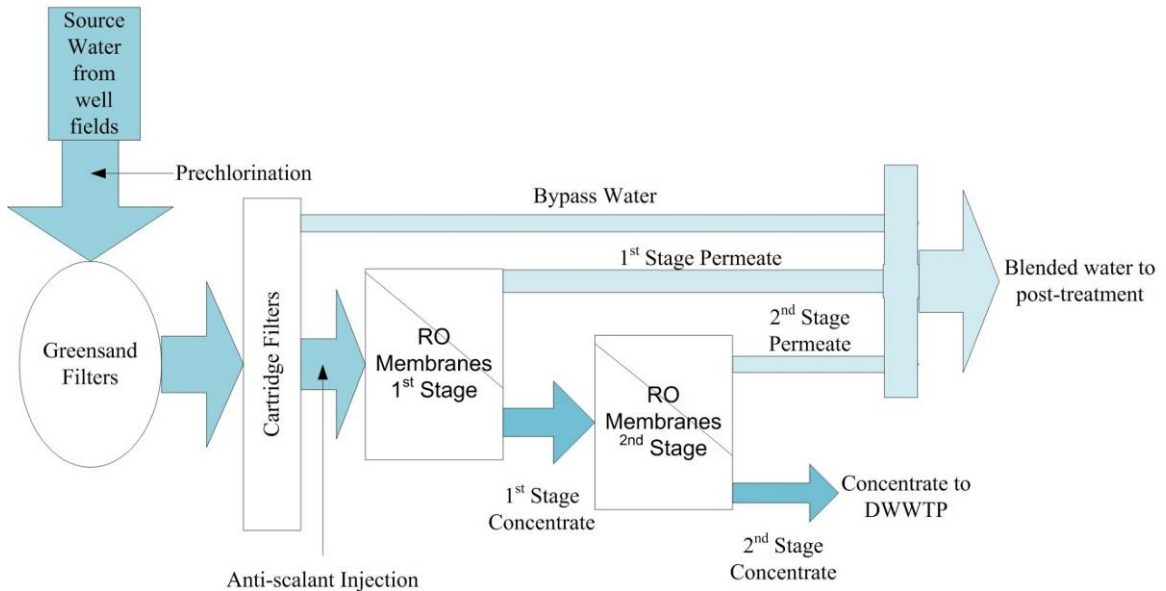 Source
Water
from
well
fields
Prechlorination
Greensand
Filters
Cartridge Filters
Anti-scalant Injection
Bypass Water
1st Stage Permeate
RO
Membranes
1st Stage
1st Stage
Concentrate
2nd Stage
Permeate
RO
Membranes
2nd Stage
2nd Stage
Concentrate
Concentrate to
DWWTP
Blended water to
post-treatment